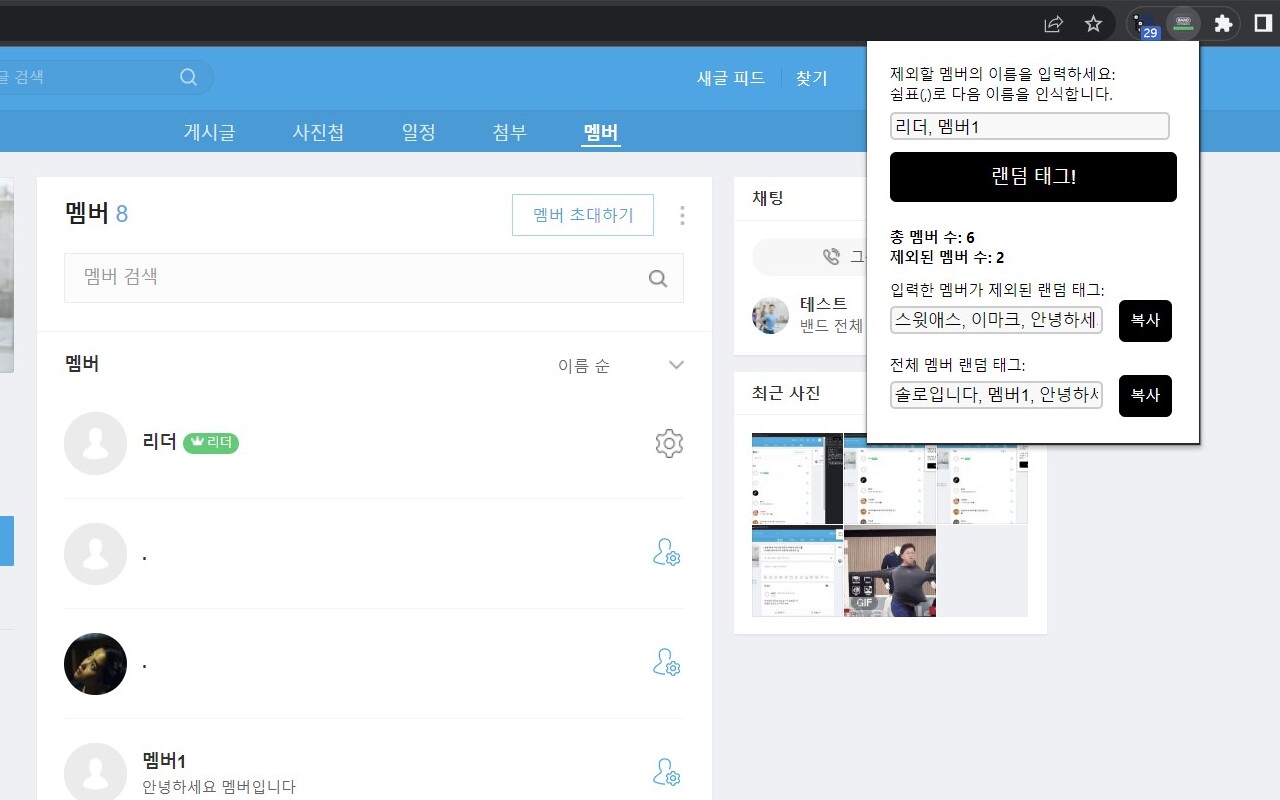 29
글 검색
새글 피드
찾기
게시글
사진첩
일정
첨부
멤버
멤버 8
멤버 초대하기
멤버 검색
멤버
이름 순
리더
리더
.
.
멤버1
안녕하세요 멤버입니다
채팅
테스트
밴드 전체
최근 사진
GIF
제외할 멤버의 이름을 입력하세요:
쉼표(,)로 다음 이름을 인식합니다.
리더, 멤버1
랜덤 태그!
총 멤버 수: 6
제외된 멤버 수: 2
입력한 멤버가 제외된 랜덤 태그:
스윗애스, 이마크, 안녕하세
복사
전체 멤버 랜덤 태그:
솔로입니다, 멤버1, 안녕하
복사